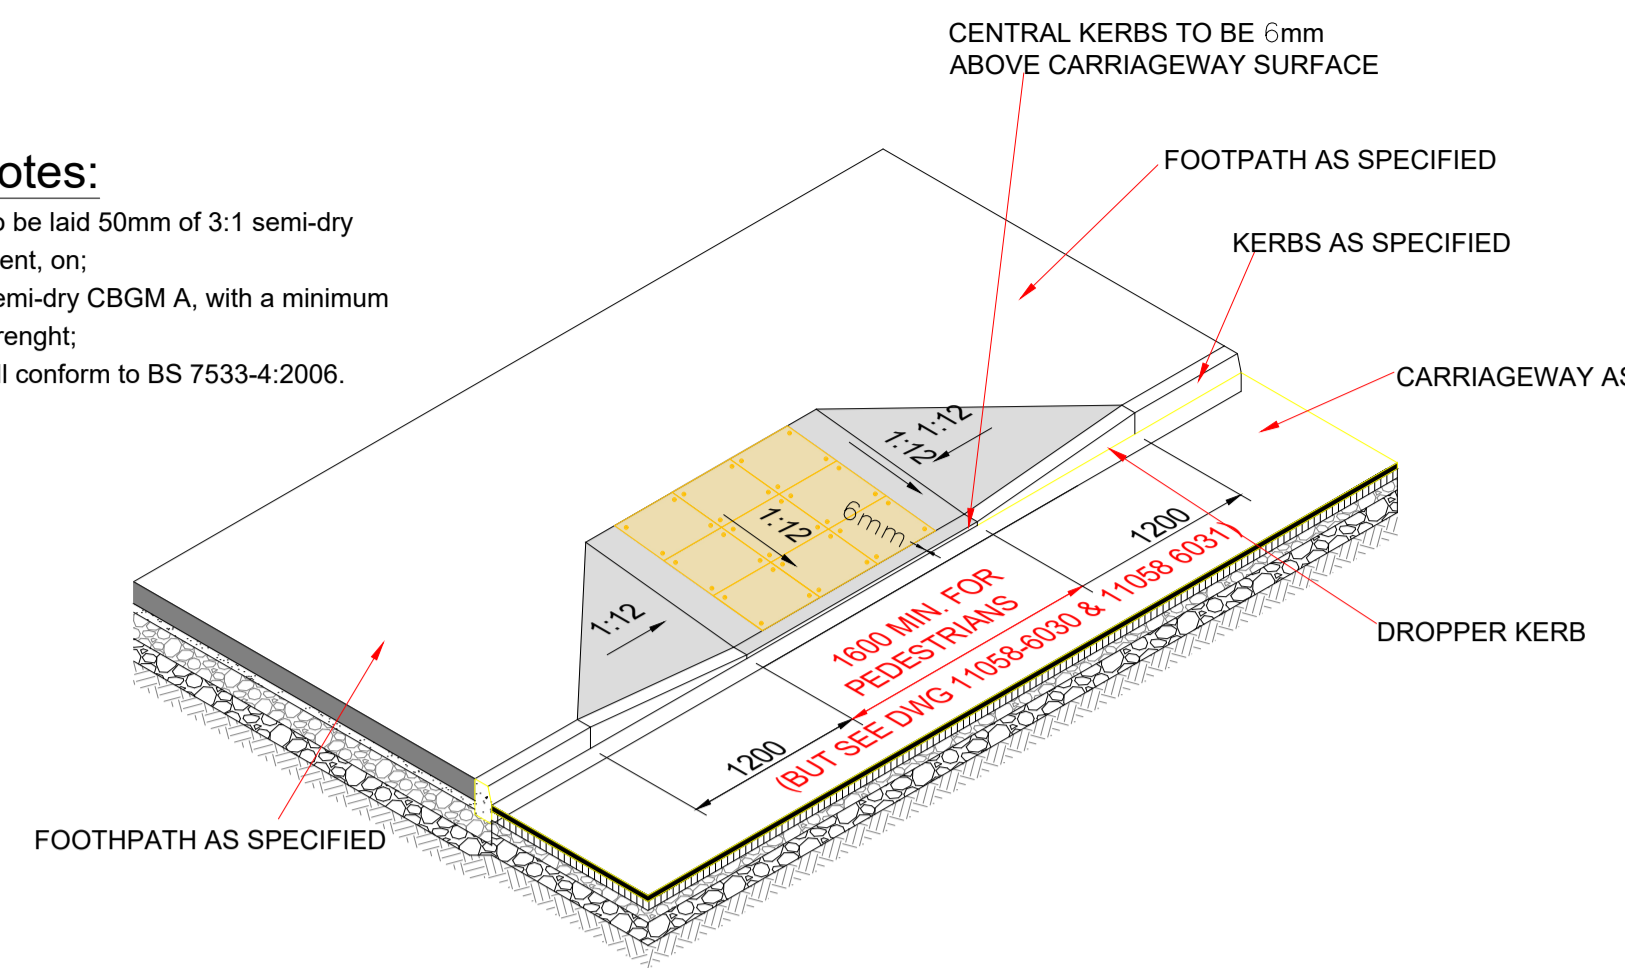 CENTRAL KERBS TO BE 6mm
ABOVE CARRIAGEWAY SURFACE
FOOTPATH AS SPECIFIED
otes:
o be laid 50mm of 3:1 semi-dry
ent, on;
emi-dry CBGM A, with a minimum
renght;
ll conform to BS 7533-4:2006.
KERBS AS SPECIFIED
CARRIAGEWAY AS
1:12
1:12
1:12
6mm
1:12
1200
1600 MIN. FOR
PEDESTRIANS
(BUT SEE DWG 11058-6030 & 11058 6031)
1200
DROPPER KERB
FOOTHPATH AS SPECIFIED